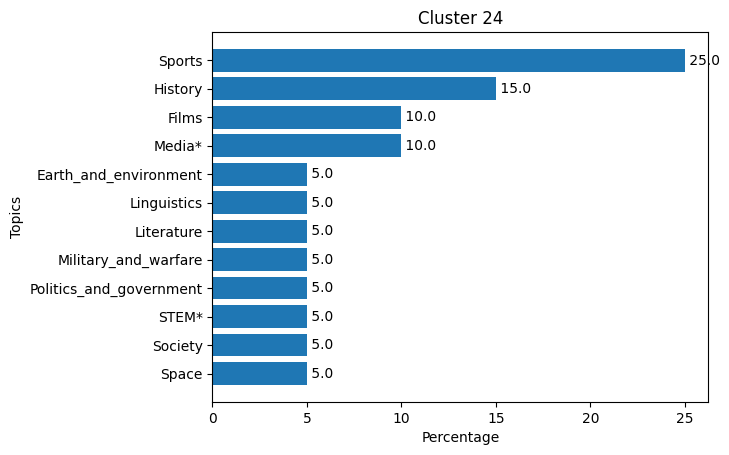 Cluster 24
Topics
Sports 25.0
History 15.0
Films 10.0
Media* 10.0
Earth_and_environment 5.0
Linguistics 5.0
Literature 5.0
Military_and_warfare 5.0
Politics_and_government 5.0
STEM* 5.0
Society 5.0
Space 5.0
0 5 10 15 20 25
Percentage